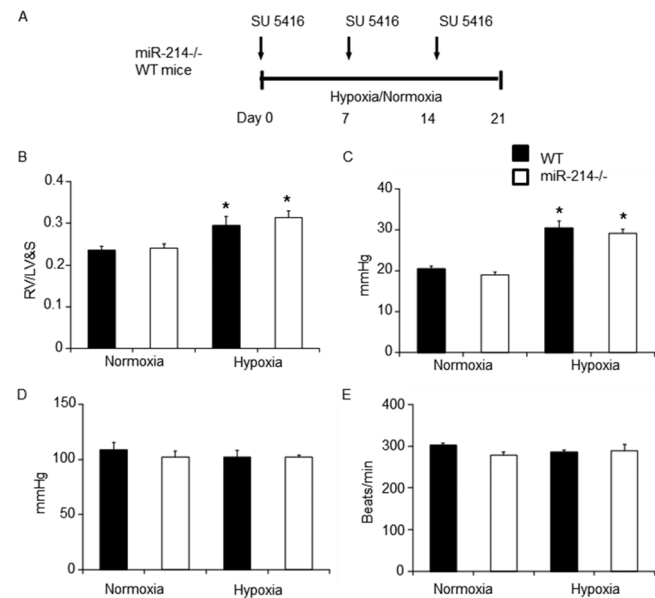 A
SU 5416 SU 5416 SU 5416
miR-214-/-
WT mice
Hypoxia/Normoxia
Day 0 7 14 21
B
RV/LV&S
0.4
0.3
0.2
0.1
0
* *
Normoxia Hypoxia
C
WT
miR-214-/-
mmHg
40
30
20
10
0
* *
Normoxia Hypoxia
D
mmHg
150
100
50
0
Normoxia Hypoxia
E
Beats/min
400
300
200
100
0
Normoxia Hypoxia